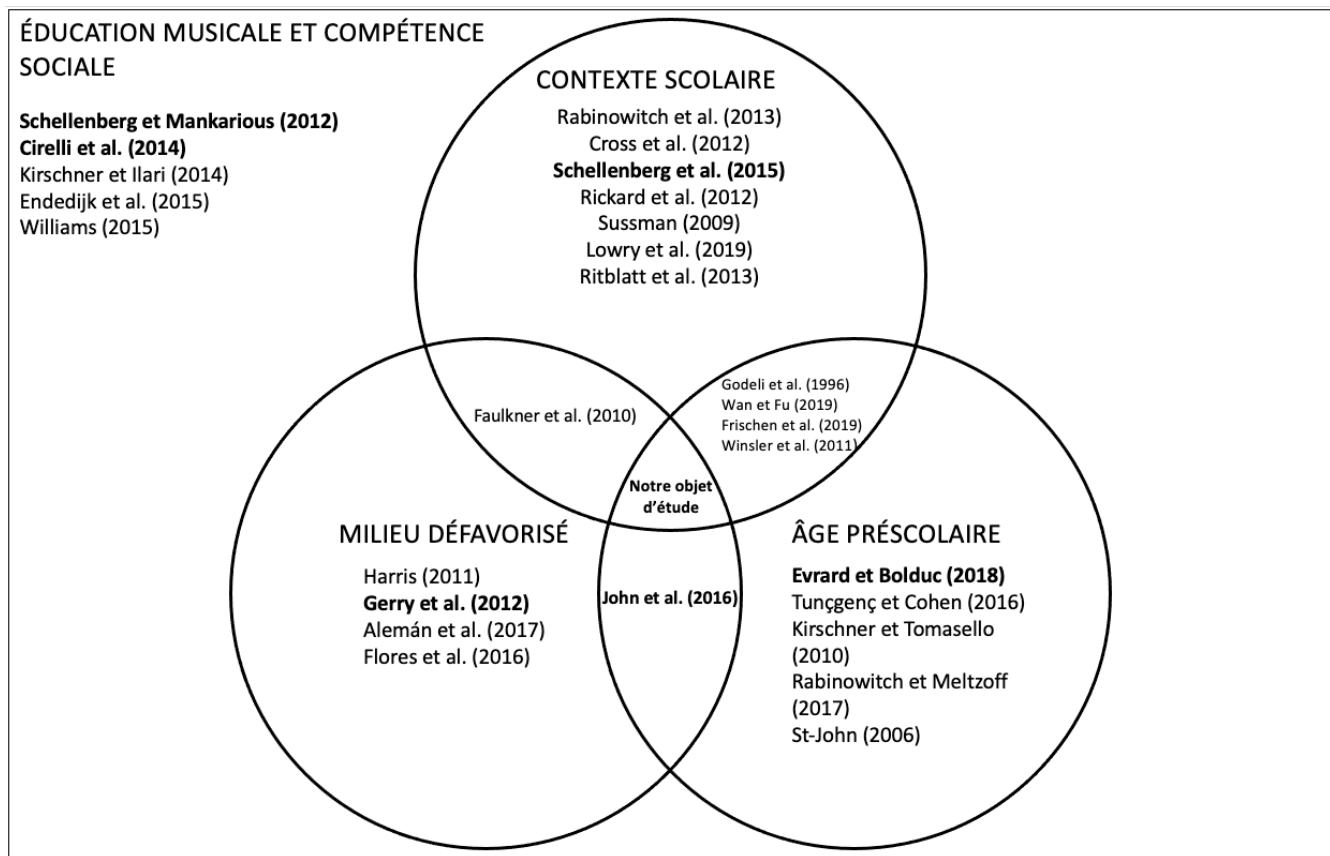 ÉDUCATION MUSICALE ET COMPÉTENCE
SOCIALE
Schellenberg et Mankarious (2012)
Cirelli et al. (2014)
Kirschner et Ilari (2014)
Endedijk et al. (2015)
Williams (2015)
CONTEXTE SCOLAIRE
Rabinowitch et al. (2013)
Cross et al. (2012)
Schellenberg et al. (2015)
Rickard et al. (2012)
Sussman (2009)
Lowry et al. (2019)
Ritblatt et al. (2013)
Faulkner et al. (2010)
Godeli et al. (1996)
Wan et Fu (2019)
Frischen et al. (2019)
Winsler et al. (2011)
Notre objet
d'étude
MILIEU DÉFAVORISÉ
Harris (2011)
Gerry et al. (2012)
Alemán et al. (2017)
Flores et al. (2016)
John et al. (2016)
ÂGE PRÉSCOLAIRE
Evrard et Bolduc (2018)
Tunçgenç et Cohen (2016)
Kirschner et Tomasello
(2010)
Rabinowitch et Meltzoff
(2017)
St-John (2006)